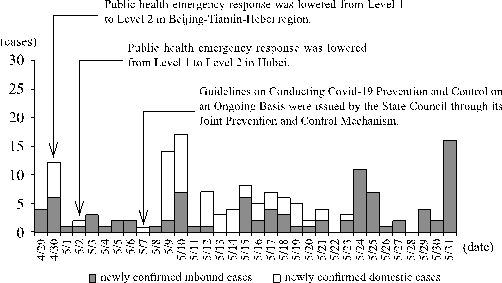 Public health emergency response was lowered from Level 1
to Level 2 in Beijing-Tianjin-Hebei region.
(cases)
Public health emergency response was lowered
from Level 1 to Level 2 in Hubei.
Guidelines on Conducting Covid-19 Prevention and Control on
an Ongoing Basis were issued by the State Council through its
Joint Prevention and Control Mechanism.
30
25
20
15
10
5
0
4/29 4/30 5/1 5/2 5/3 5/4 5/5 5/6 5/7 5/8 5/9 5/10 5/11 5/12 5/13 5/14 5/15 5/16 5/17 5/18 5/19 5/20 5/21 5/22 5/23 5/24 5/25 5/26 5/27 5/28 5/29 5/30 5/31 (date)
newly confirmed inbound cases newly confirmed domestic cases